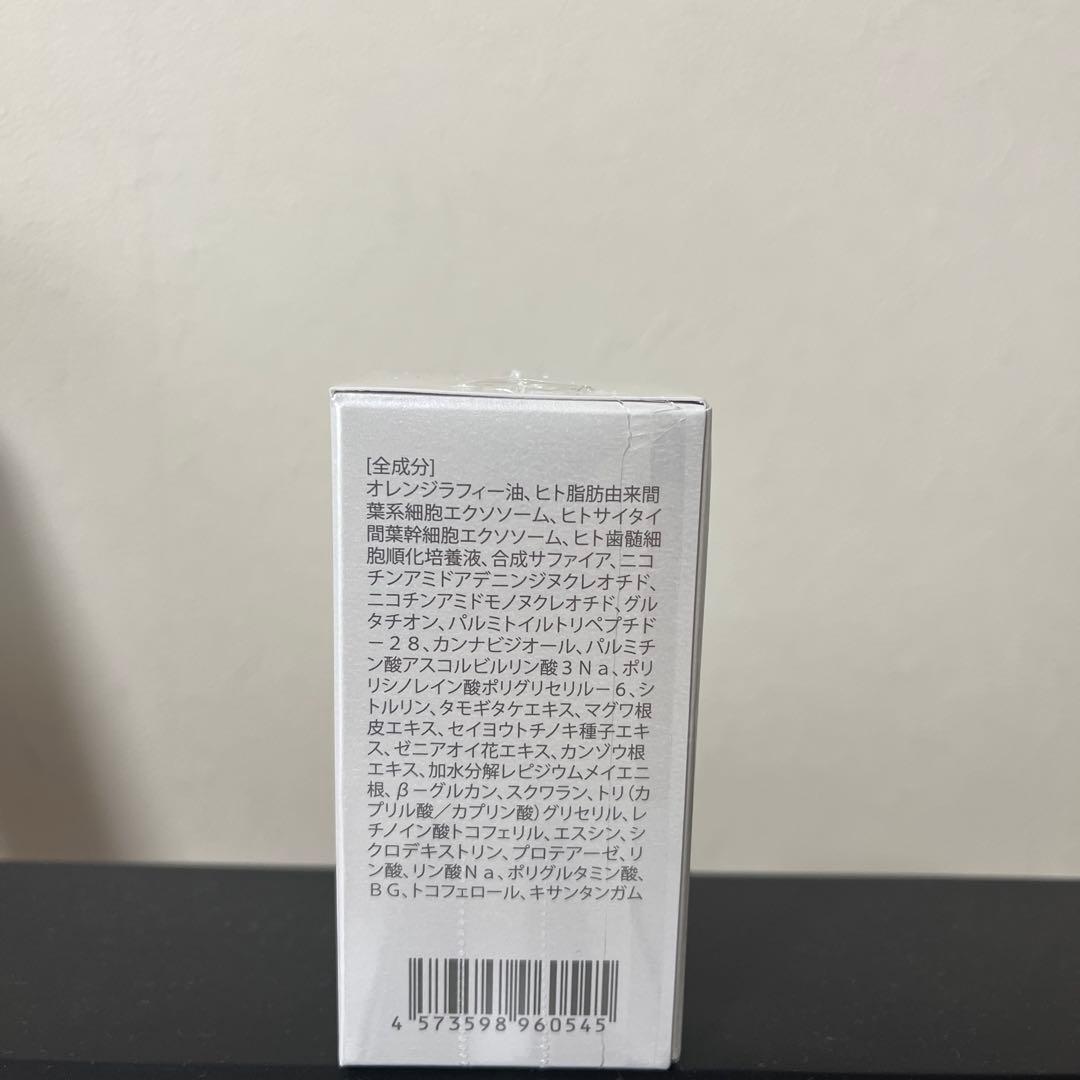 [全成分]
オレンジラフィー油、ヒト脂肪由来間
葉系細胞エクソソーム、ヒトサイタイ
間葉幹細胞エクソソーム、ヒト歯髄細
胞順化培養液、合成サファイア、ニコ
チンアミドアデニンジヌクレオチド、
ニコチンアミドモノヌクレオチド、グル
タチオン、パルミトイルトリペプチド
－２８、カンナビジオール、パルミチ
ン酸アスコルビルリン酸３Ｎａ、ポリ
リシノレイン酸ポリグリセリル－６、シ
トルリン、タモギタケエキス、マグワ根
皮エキス、セイヨウトチノキ種子エキ
ス、ゼニアオイ花エキス、カンゾウ根
エキス、加水分解レピジウムメイエニ
根、β－グルカン、スクワラン、トリ（カ
プリル酸／カプリン酸）グリセリル、レ
チノイン酸トコフェリル、エスシン、シ
クロデキストリン、プロテアーゼ、リ
ン酸、リン酸Ｎａ、ポリグルタミン酸、
ＢＧ、トコフェロール、キサンタンガム
4 573598 960545